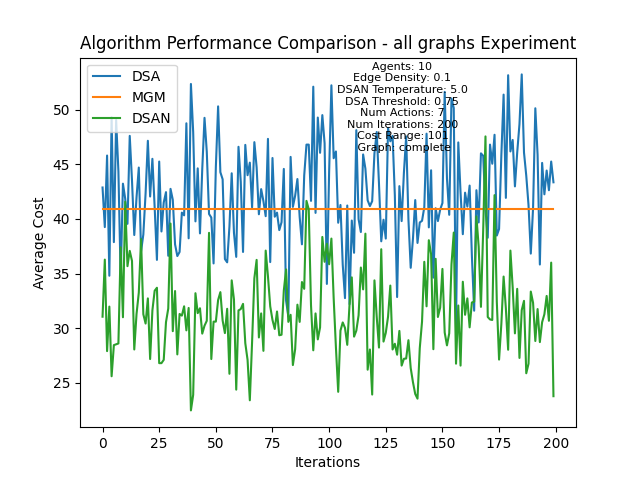 Algorithm Performance Comparison - all graphs Experiment
DSA
MGM
DSAN
Agents: 10
Edge Density: 0.1
DSAN Temperature: 5.0
DSA Threshold: 0.75
Num Actions: 7
Num Iterations: 200
Cost Range: 101
Graph: complete
Average Cost
50
45
40
35
30
25
0
25
50
75
100
125
150
175
200
Iterations